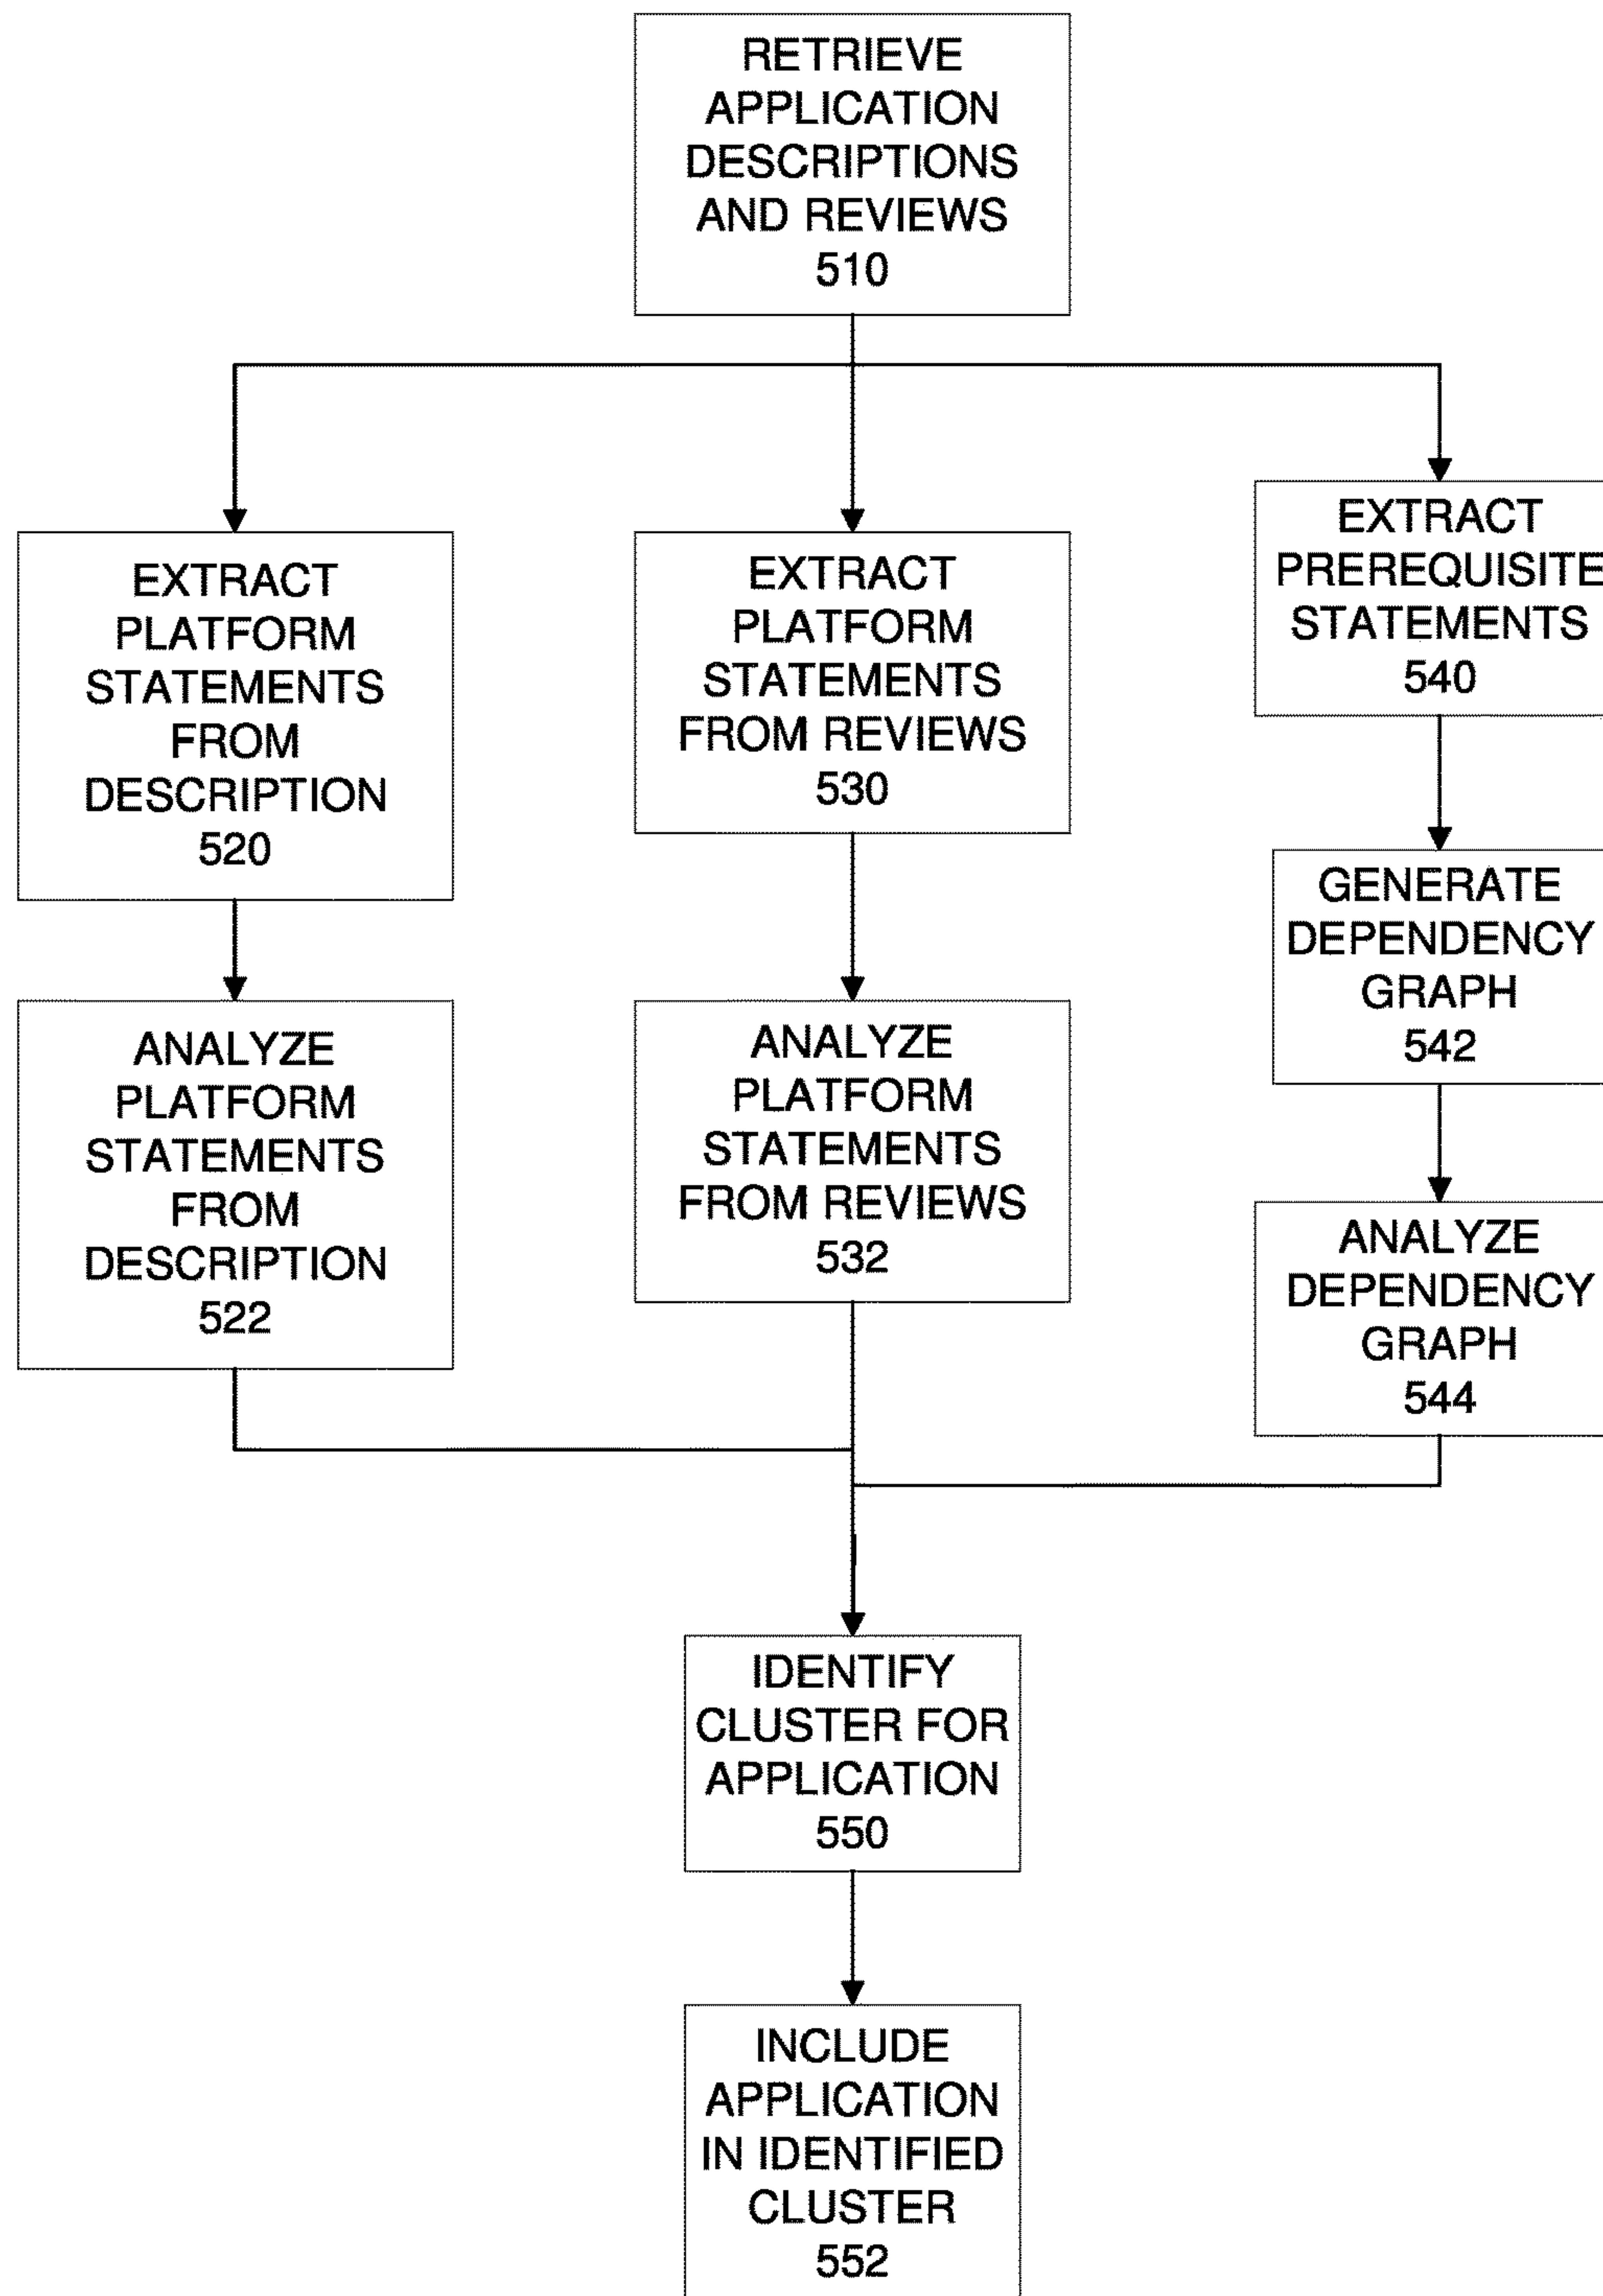 RETRIEVE
APPLICATION
DESCRIPTIONS
AND REVIEWS
510
EXTRACT
PLATFORM
STATEMENTS
FROM
DESCRIPTION
520
EXTRACT
PLATFORM
STATEMENTS
FROM REVIEWS
530
EXTRACT
PREREQUISITE
STATEMENTS
540
GENERATE
DEPENDENCY
GRAPH
542
ANALYZE
PLATFORM
STATEMENTS
FROM
DESCRIPTION
522
ANALYZE
PLATFORM
STATEMENTS
FROM REVIEWS
532
ANALYZE
DEPENDENCY
GRAPH
544
IDENTIFY
CLUSTER FOR
APPLICATION
550
INCLUDE
APPLICATION
IN IDENTIFIED
CLUSTER
552